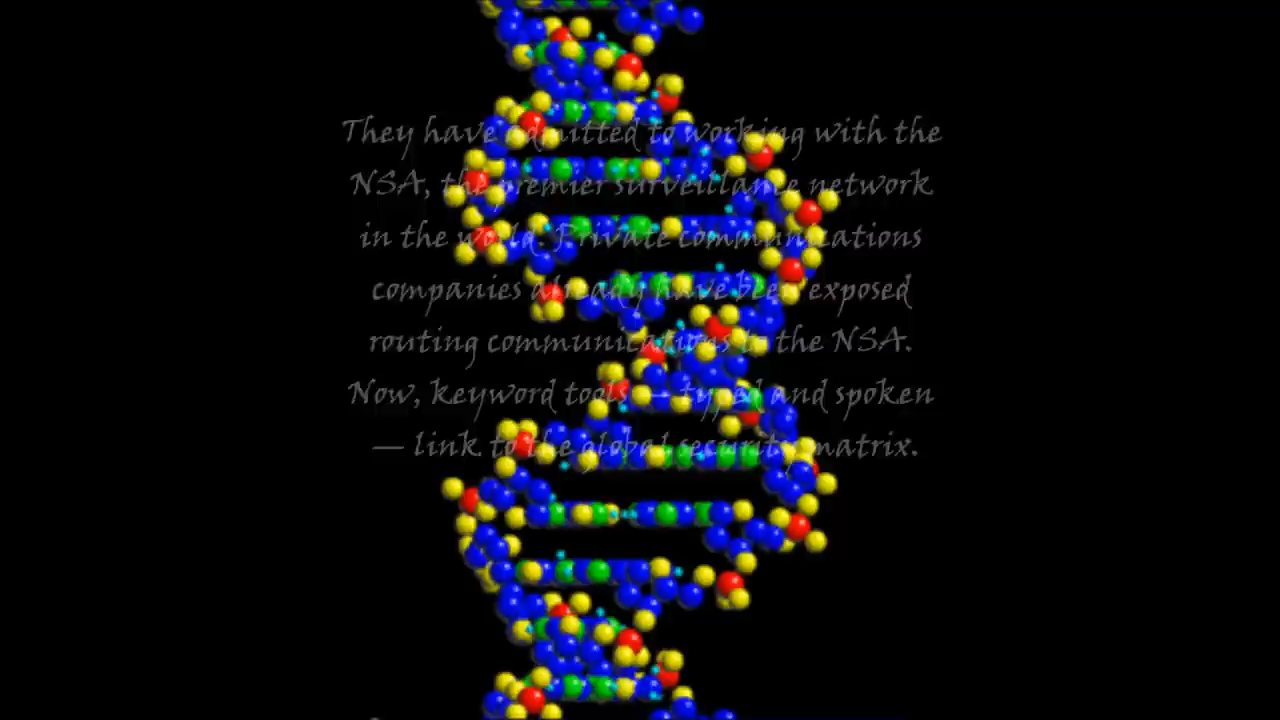 They have admitted to working with the
NSA, the premier surveillance network
in the world. Private communications
companies already have been exposed
routing communications to the NSA.
Now, keyword tools — typed and spoken
— link to the global security matrix.